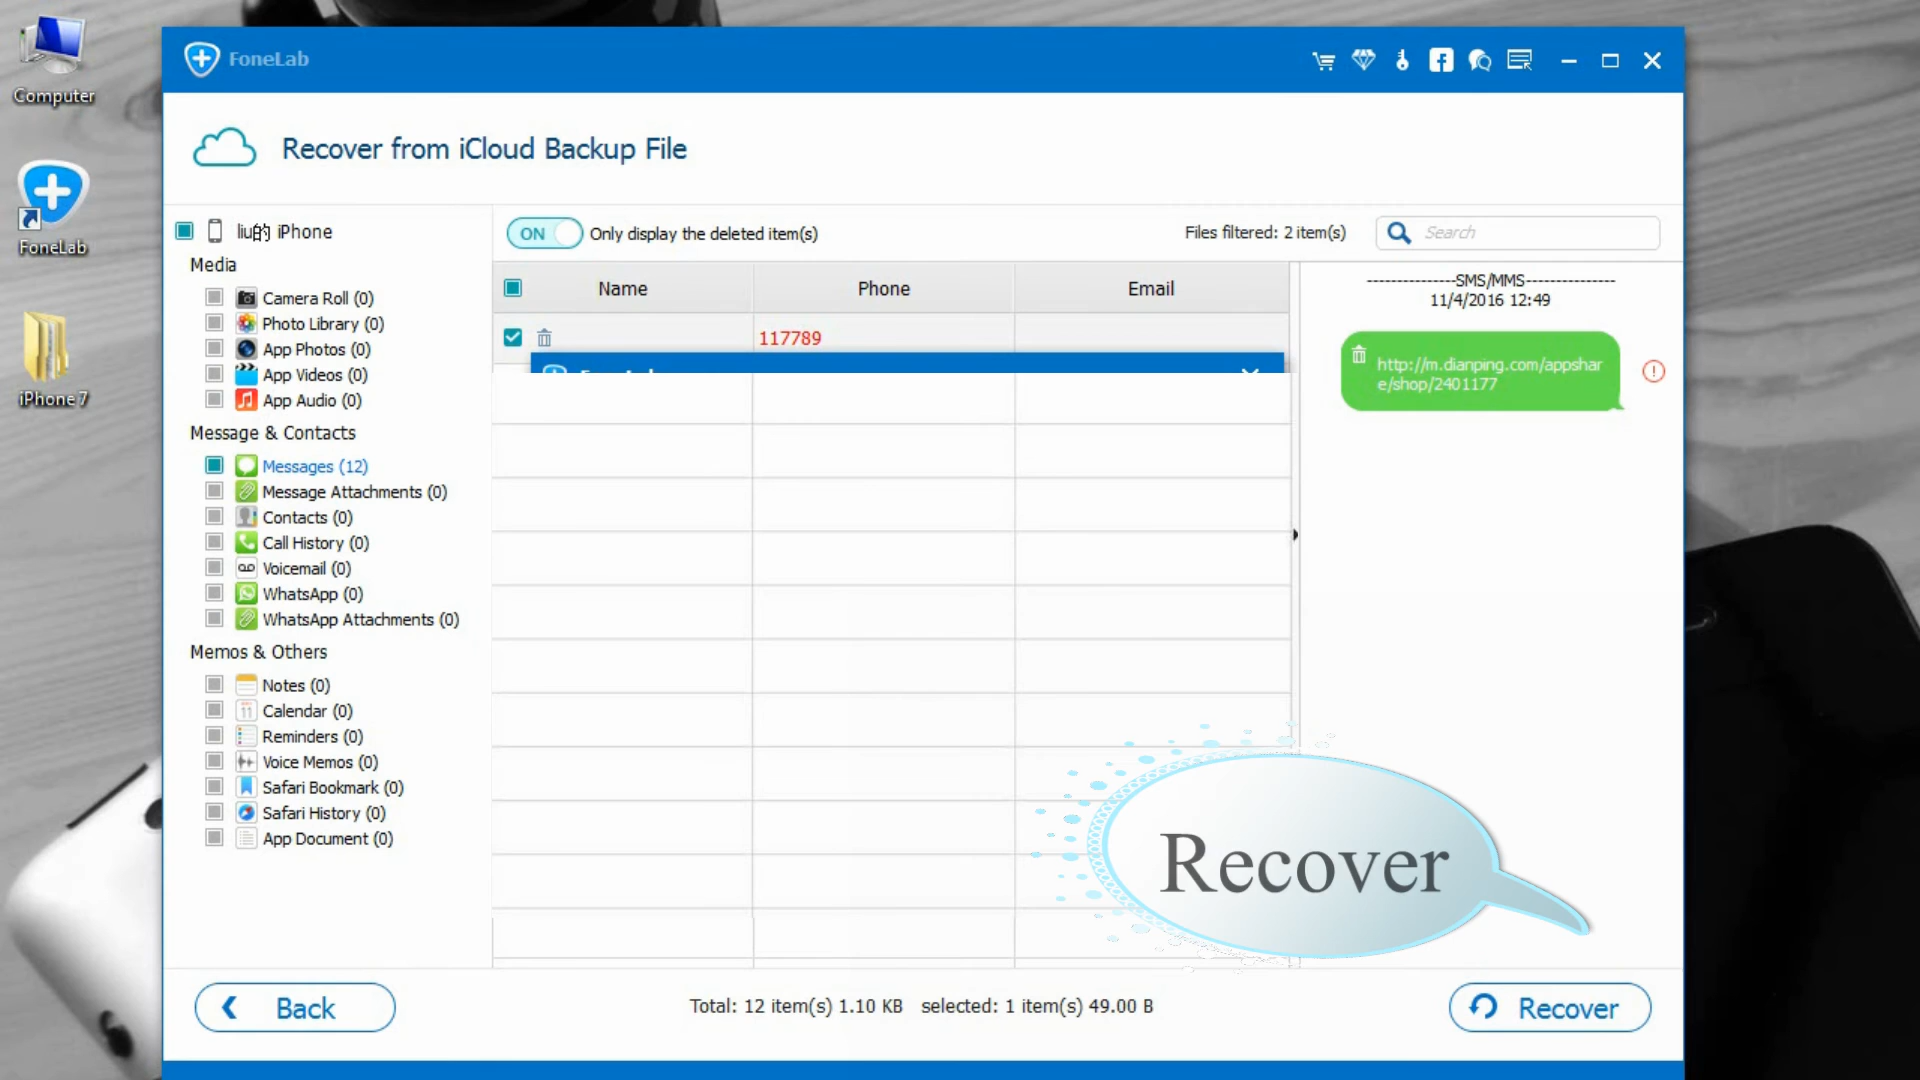 Computer
FoneLab
iPhone 7
FoneLab
Recover from iCloud Backup File
liu的 iPhone
Media
Camera Roll (0)
Photo Library (0)
App Photos (0)
App Videos (0)
App Audio (0)
Message & Contacts
Messages (12)
Message Attachments (0)
Contacts (0)
Call History (0)
Voicemail (0)
WhatsApp (0)
WhatsApp Attachments (0)
Memos & Others
Notes (0)
Calendar (0)
Reminders (0)
Voice Memos (0)
Safari Bookmark (0)
Safari History (0)
App Document (0)
ON Only display the deleted item(s)
Files filtered: 2 item(s)
Search
Name Phone Email
117789
---------------SMS/MMS---------------
11/4/2016 12:49
http://m.dianping.com/appshar
e/shop/2401177
Recover
Back
Total: 12 item(s) 1.10 KB selected: 1 item(s) 49.00 B
Recover